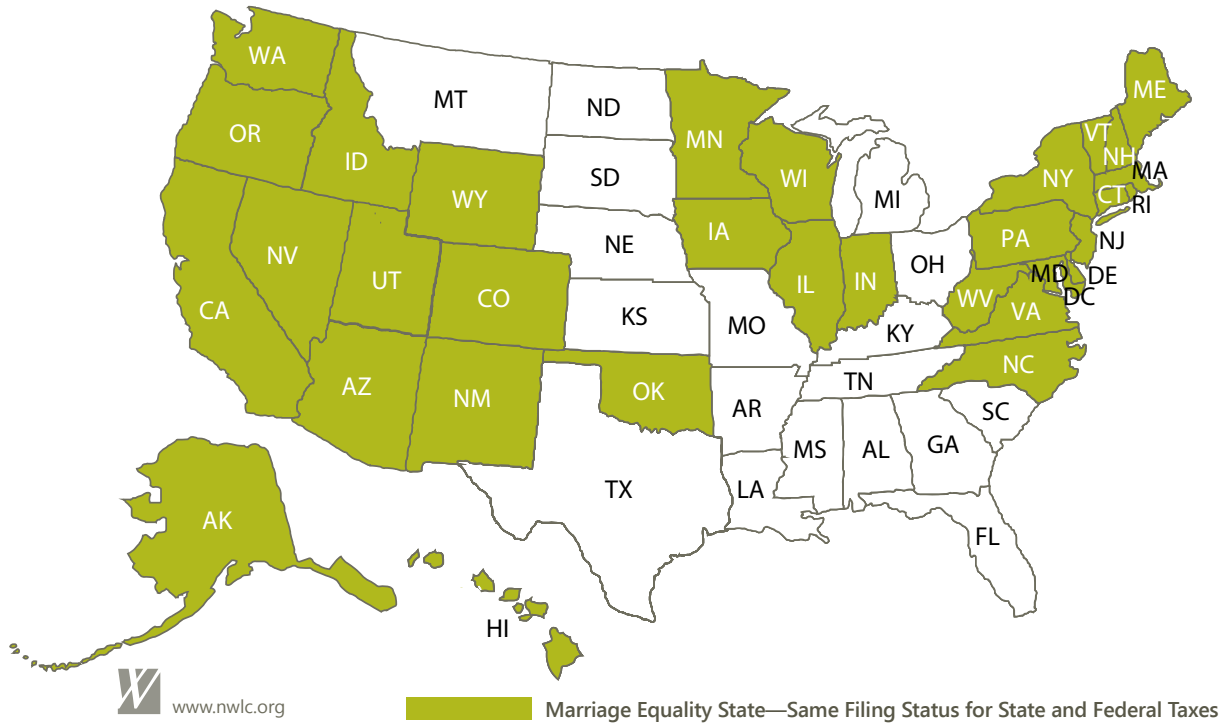 WA
MT
ND
ME
OR
ID
MN
VT
NH
SD
WI
MA
WY
NY
MI
CT
RI
IA
NE
PA
NJ
NV
OH
UT
IL
IN
MD
DE
CO
WV
DC
CA
KS
MO
VA
KY
NC
AZ
TN
NM
OK
AR
SC
MS
AL
GA
TX
LA
AK
FL
HI
W
www.nwlc.org
Marriage Equality State—Same Filing Status for State and Federal Taxes